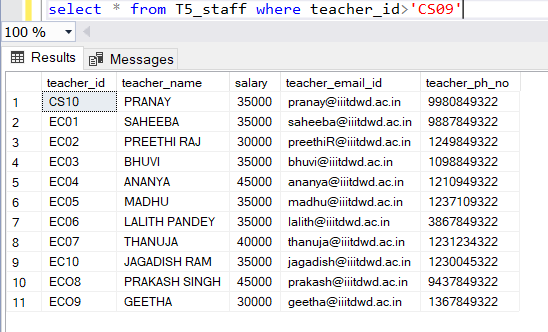 select * from T5_staff where teacher_id>'CS09'
100 %
Results Messages
teacher_id teacher_name salary teacher_email_id teacher_ph_no
1 CS10 PRANAY 35000 pranay@iiitdwd.ac.in 9980849322
2 EC01 SAHEEBA 35000 saheeba@iiitdwd.ac.in 9887849322
3 EC02 PREETHI RAJ 30000 preethiR@iiitdwd.ac.in 1249849322
4 EC03 BHUVI 35000 bhuvi@iiitdwd.ac.in 1098849322
5 EC04 ANANYA 45000 ananya@iiitdwd.ac.in 1210949322
6 EC05 MADHU 35000 madhu@iiitdwd.ac.in 1237109322
7 EC06 LALITH PANDEY 35000 lalith@iiitdwd.ac.in 3867849322
8 EC07 THANUJA 40000 thanuja@iiitdwd.ac.in 1231234322
9 EC10 JAGADISH RAM 35000 jagadish@iiitdwd.ac.in 1230045322
10 ECO8 PRAKASH SINGH 45000 prakash@iiitdwd.ac.in 9437849322
11 ECO9 GEETHA 30000 geetha@iiitdwd.ac.in 1367849322